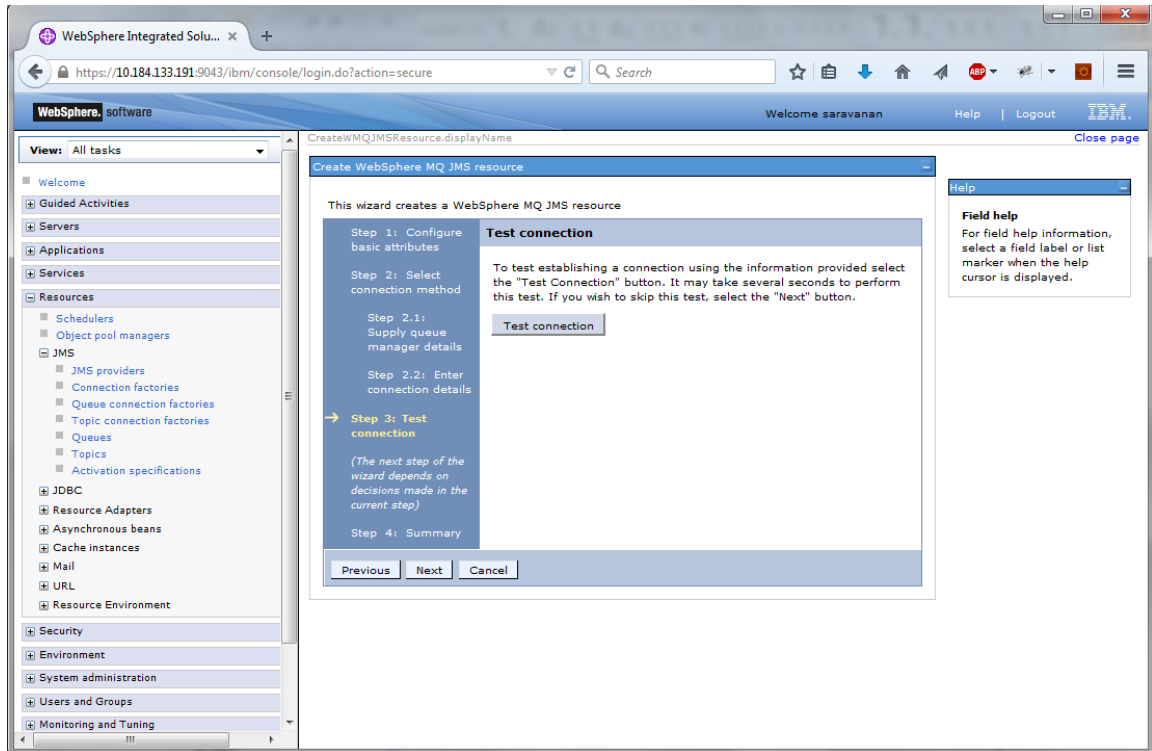 WebSphere Integrated Solu... × +
https://10.184.133.191:9043/ibm/console/login.do?action=secure
Search
ABP
WebSphere. software
Welcome saravanan
Help | Logout
IBM.
View: All tasks
Welcome
Guided Activities
Servers
Applications
Services
Resources
Schedulers
Object pool managers
JMS
JMS providers
Connection factories
Queue connection factories
Topic connection factories
Queues
Topics
Activation specifications
JDBC
Resource Adapters
Asynchronous beans
Cache instances
Mail
URL
Resource Environment
Security
Environment
System administration
Users and Groups
Monitoring and Tuning
CreateWMQJMSResource.displayName
Close page
Create WebSphere MQ JMS resource
This wizard creates a WebSphere MQ JMS resource
Step 1: Configure
basic attributes
Step 2: Select
connection method
Step 2.1:
Supply queue
manager details
Step 2.2: Enter
connection details
Step 3: Test
connection
(The next step of the
wizard depends on
decisions made in the
current step)
Step 4: Summary
Test connection
To test establishing a connection using the information provided select
the "Test Connection" button. It may take several seconds to perform
this test. If you wish to skip this test, select the "Next" button.
Test connection
Previous Next Cancel
Help
Field help
For field help information,
select a field label or list
marker when the help
cursor is displayed.